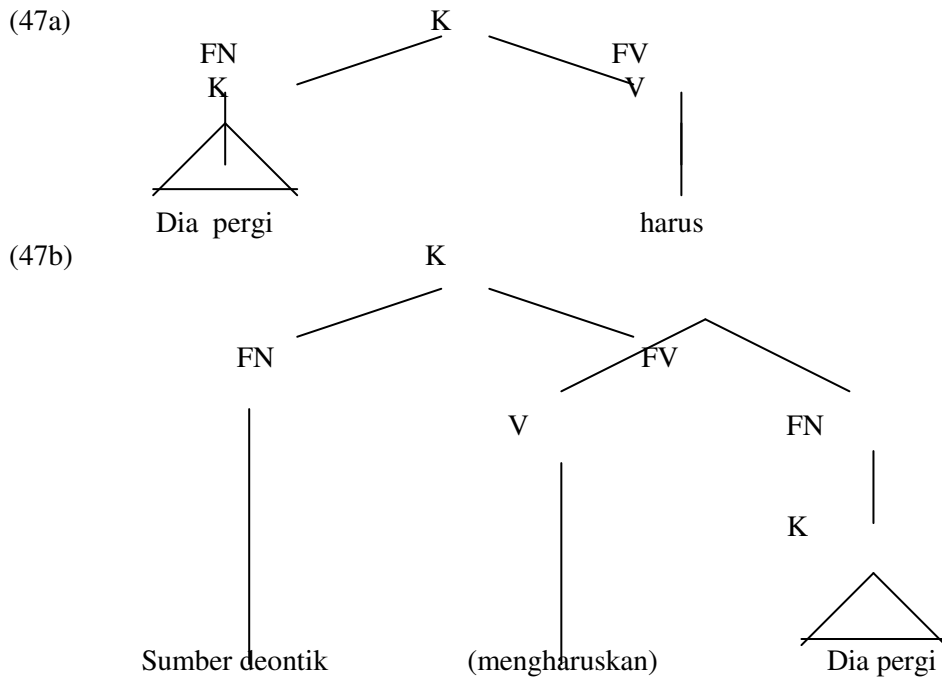 (47a) K
FN FV
K V
Dia pergi harus
(47b) K
FN FV
V FN
K
Sumber deontik (mengharuskan) Dia pergi